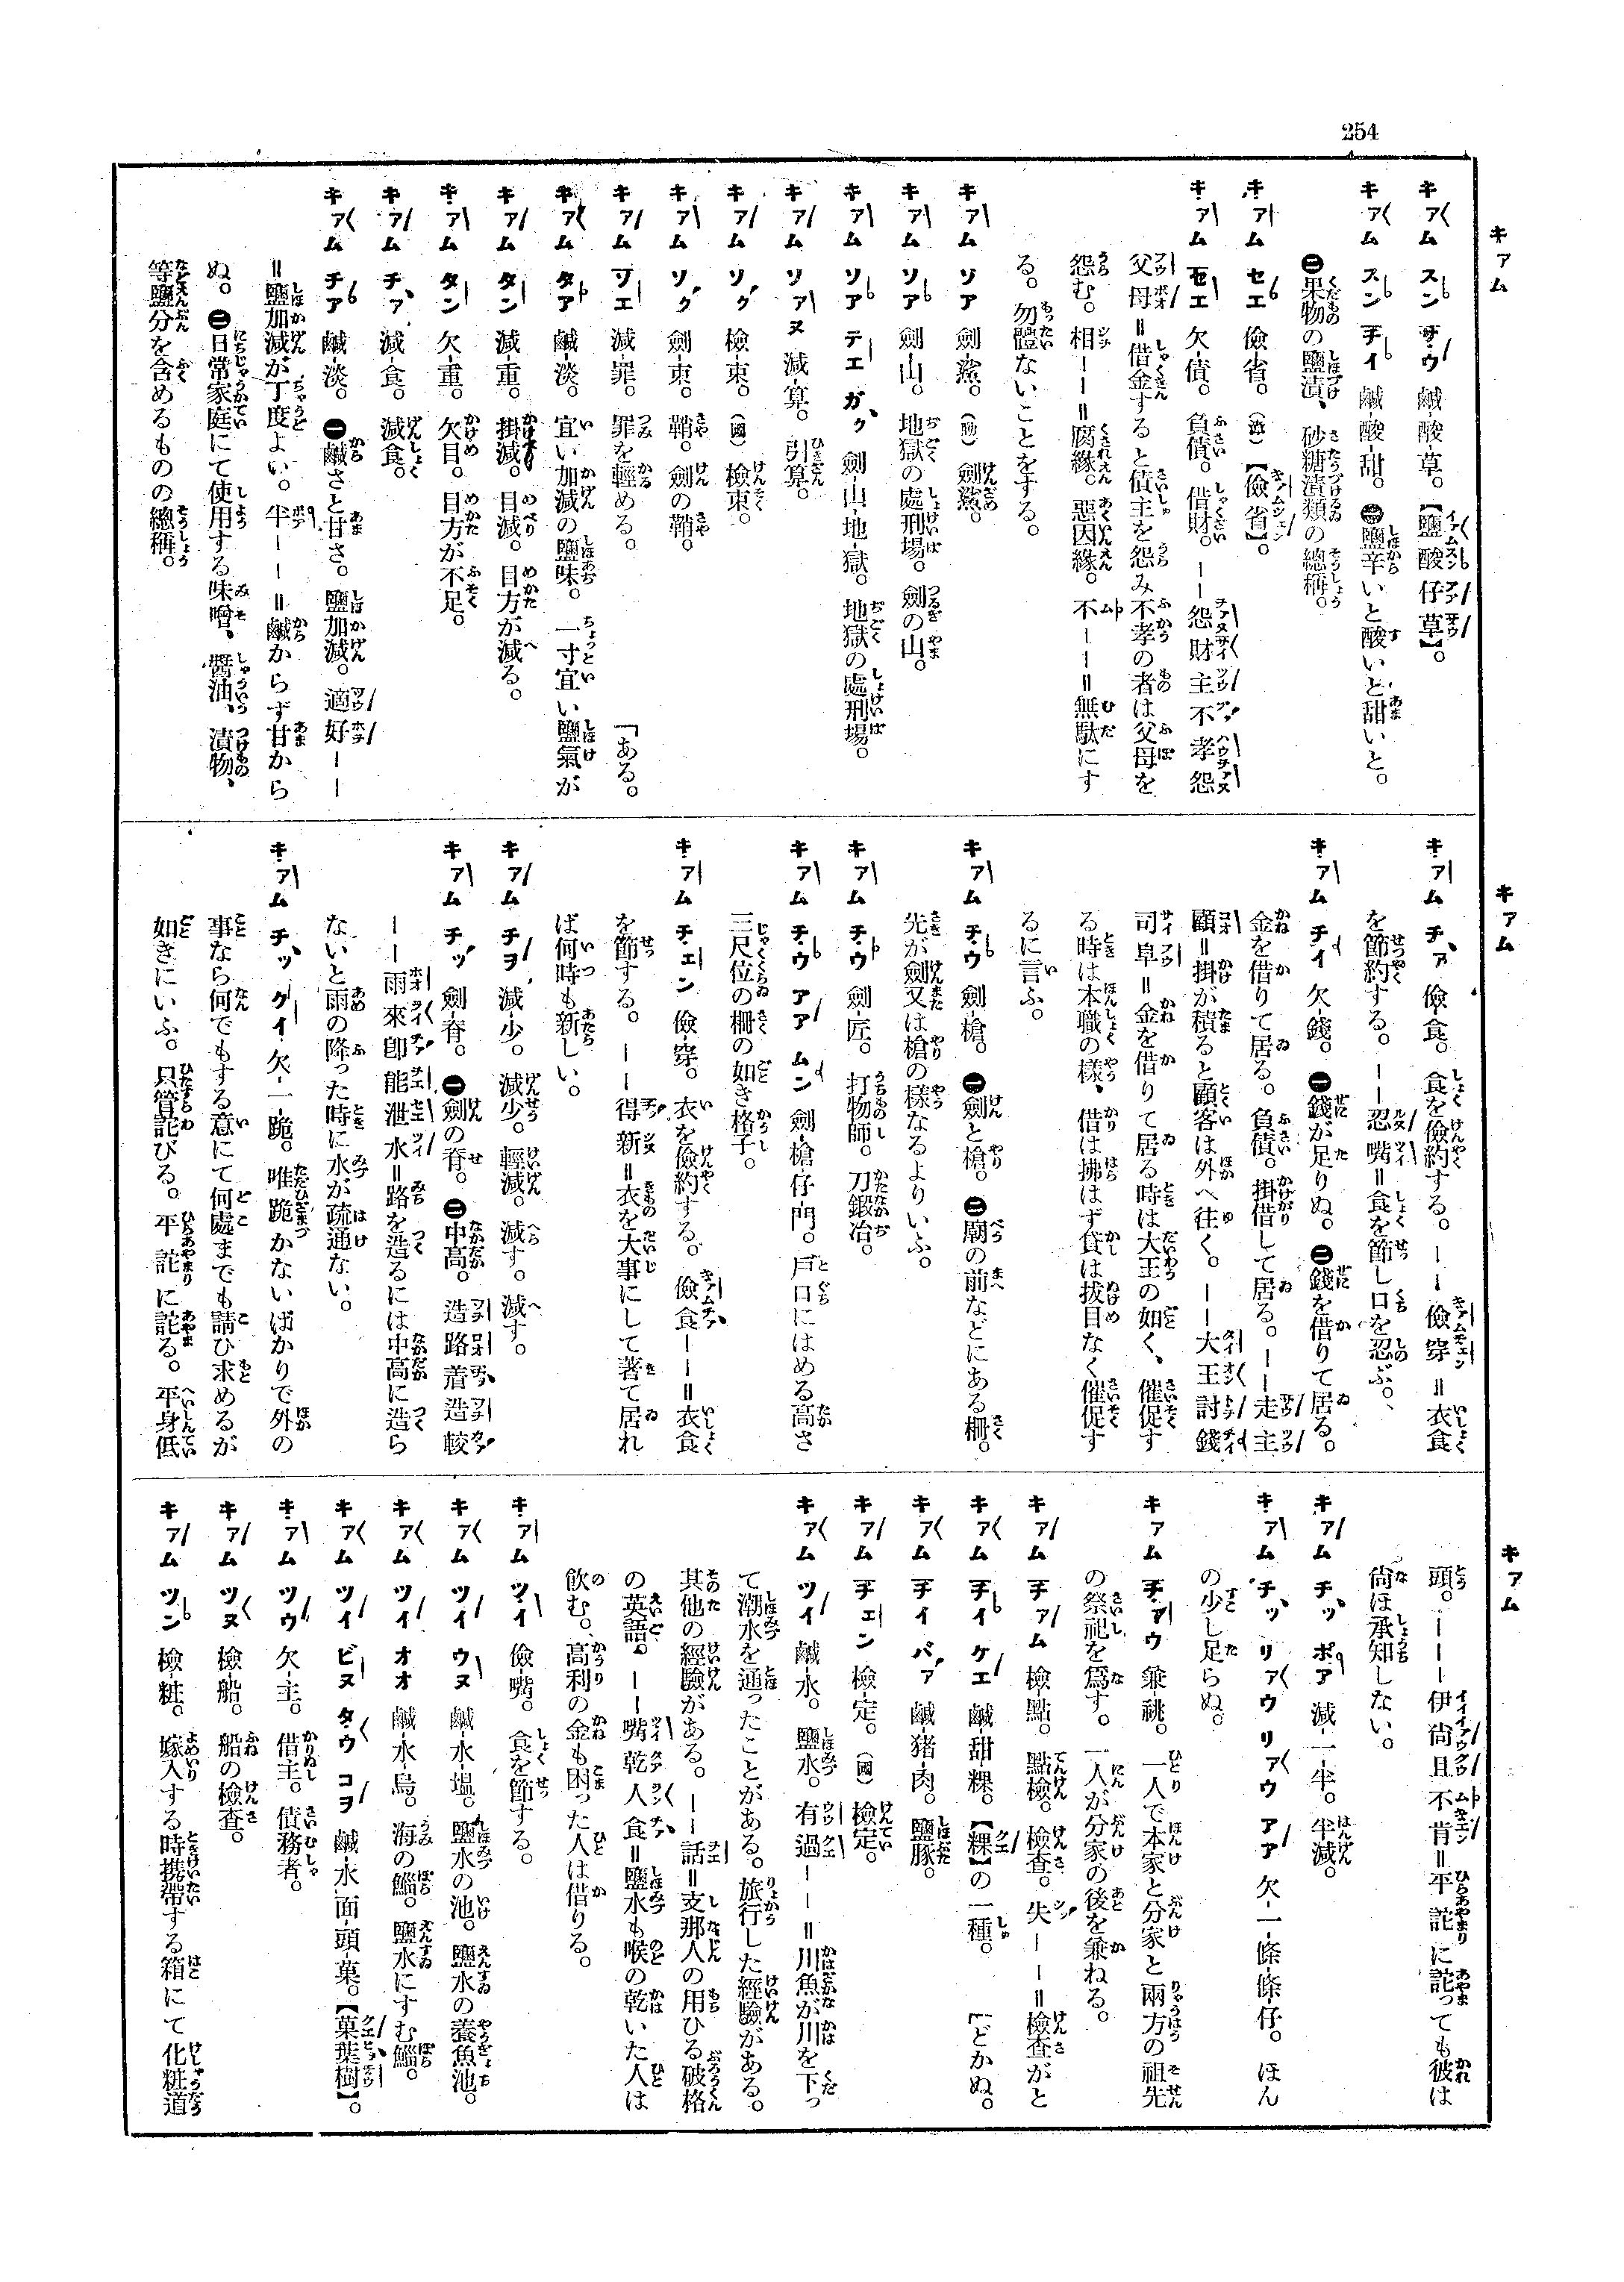 254
キアム
キアム
キアム
キアム スン サウ 鹹-酸-草。【鹽酸仔草】。
キアム スン チイ 鹹-酸-甜。㊀鹽辛いと酸いと甜いと。
㊁果物の鹽漬、砂糖漬類の總稱。
キアム セエ 儉-省。(漳)【儉省】。
キアム セエ 欠-債。負債。借財。――怨財主不孝怨
父母=借金すると債主を怨み不孝の者は父母を
怨む。相――=腐れ緣。惡因緣。不――=無駄にす
る。勿體ないことをする。
キアム ソア 劍-鯊。(動)劍鯊。
キアム ソア 劍-山。地獄の處刑場。劍の山。
キアム ソア テエ ガク 劍-山-地-獄。地獄の處刑場。
キアム ソアヌ 減-算。引算。
キアム ソク 檢-束。(國)檢束。
キアム ソク 劍-束。鞘。劍の鞘。
キアム ソエ 減-罪。罪を輕める。
キアム タア 鹹-淡。宜い加減の鹽味。一寸宜い鹽氣が「ある。
キアム タン 減-重。掛減。目減。目方が減る。
キアム タン 欠-重。欠目。目方が不足。
キアム チァ 減-食。減食。
キアム チア 鹹-淡。㊀鹹さと甘さ。鹽加減。適好――
=鹽加減が丁度よい。半――=鹹からず甘から
ぬ。㊁日常家庭にて使用する味噌、醬油、漬物、
等鹽分を含めるものの總稱。
キアム チァ 儉-食。食を儉約する。――儉穿=衣食
を節約する。――忍嘴=食を節し口を忍ぶ。
キアム チイ 欠-錢。㊀錢が足りぬ。㊁錢を借りて居る。
金を借りて居る。負債。掛借して居る。――走主
顧=掛が積ると顧客は外へ往く。――大王討錢
司阜=金を借りて居る時は大王の如く、催促す
る時は本職の樣、借は拂はず貸は拔目なく催促す
るに言ふ。
キアム チウ 劍-槍。㊀劍と槍。㊁廟の前などにある柵。
先が劍又は槍の樣なるよりいふ。
キアム チウ 劍-匠。打物師。刀鍛冶。
キアム チウ アア ムン 劍-槍-仔-門。戶口にはめる高さ
三尺位の柵の如き格子。
キアム チェン 儉-穿。衣を儉約する。儉食――=衣食
を節する。――得新=衣を大事にして著て居れ
ば何時も新しい。
キアム チヲ 減-少。減少。輕減。減す。減す。
キアム チッ 劍-脊。㊀劍の脊。㊁中高。造路着造較
――雨來卽能泄水=路を造るには中高に造ら
ないと雨の降った時に水が疏通ない。
キアム チッ クイ 欠-一-跪。唯跪かないばかりで外の
事なら何でもする意にて何處までも請ひ求めるが
如きにいふ。只管詫びる。平詫に詫る。平身低
頭。―――伊尙且不肯=平詫に詫っても彼は
尙ほ承知しない。
キアム チッ ポア 減-一-半。半減。
キアム チッ リアウ リアウ アア 欠-一-條-條-仔。ほん
の少し足らぬ。
キアム チアウ 兼-祧。一人で本家と分家と兩方の祖先
の祭祀を爲す。一人が分家の後を兼ねる。
キアム チアム 檢-點。點檢。檢查。失――=檢查がと「どかぬ。
キアム チイ ケエ 鹹-甜-粿。【粿】の一種。
キアム チイ バァ 鹹-猪-肉。鹽豚。
キアム チェン 檢-定。(國)檢定。
キアム ツイ 鹹-水。鹽水。有過――=川魚が川を下っ
て潮水を通ったことがある。旅行した經驗がある。
其他の經驗がある。――話=支那人の用ひる破格
の英語。――嘴乾人食=鹽水も喉の乾いた人は
飮む。高利の金も困った人は借りる。
キアム ツイ 儉-嘴。食を節する。
キアム ツイ ウヌ 鹹-水-塭。鹽水の池。鹽水の養魚池。
キアム ツイ オオ 鹹-水-烏。海の鯔。鹽水にすむ鯔。
キアム ツイ ビヌ タウ コヲ 鹹-水-面-頭-菓。【菓葉樹】。
キアム ツウ 欠-主。借主。債務者。
キアム ツヌ 檢-船。船の檢査。
キアム ツン 檢-粧。嫁入する時携帶する箱にて化粧道